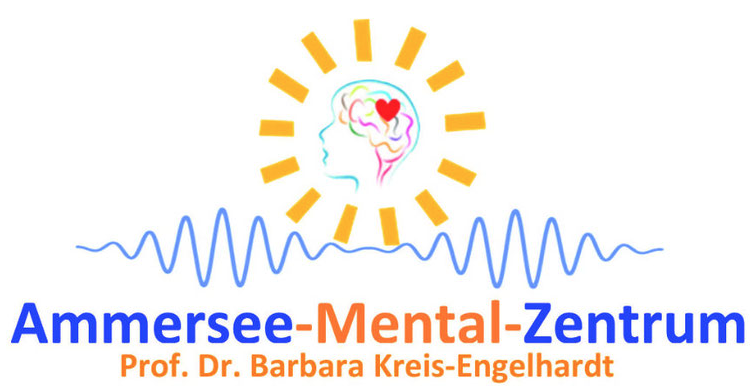 Ammersee-Mental-Zentrum
Prof. Dr. Barbara Kreis-Engelhardt